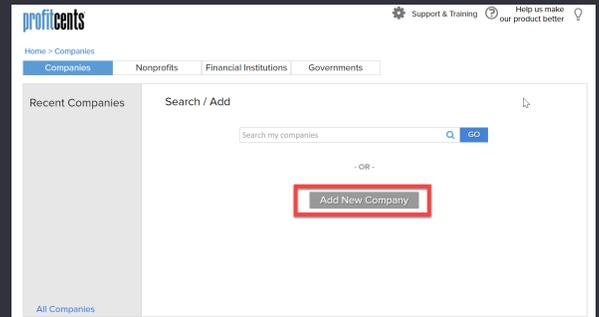 profitcents
Support & Training
Help us make
our product better
Home > Companies
Companies
Nonprofits
Financial Institutions
Governments
Recent Companies
Search / Add
Search my companies
GO
- OR -
Add New Company
All Companies